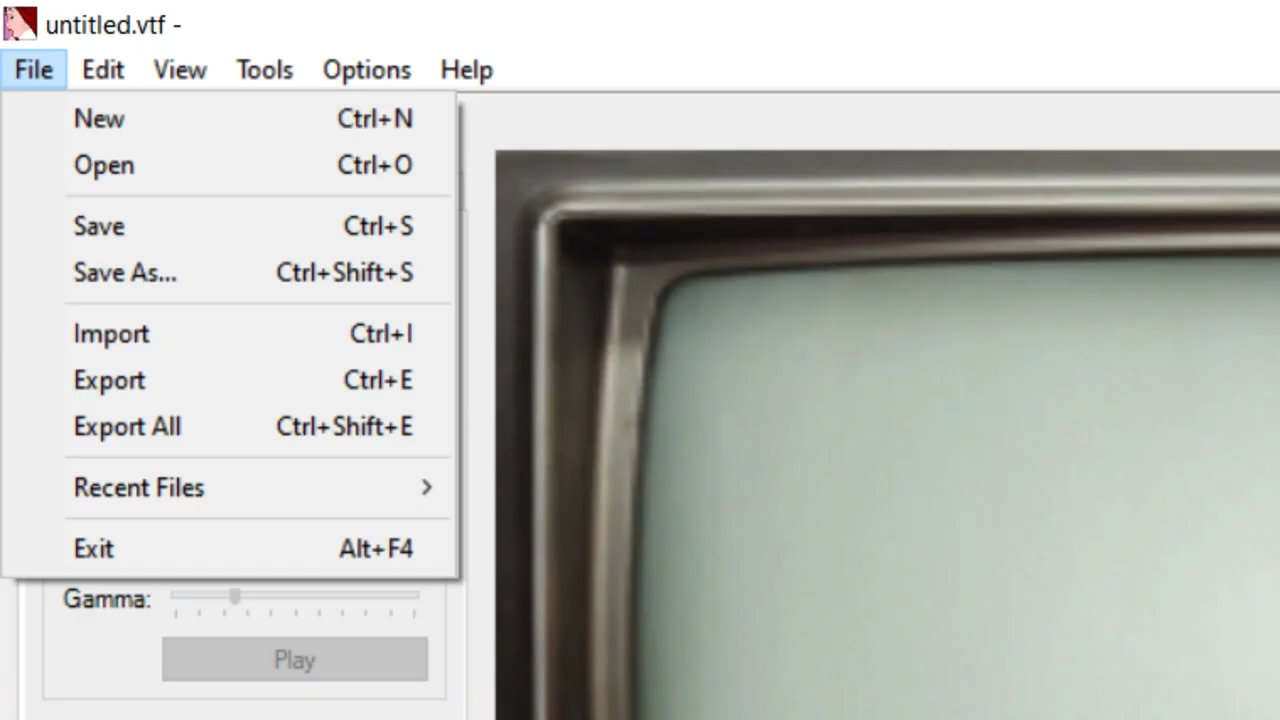 untitled.vtf -
File Edit View Tools Options Help
New Ctrl+N
Open Ctrl+O
Save Ctrl+S
Save As... Ctrl+Shift+S
Import Ctrl+I
Export Ctrl+E
Export All Ctrl+Shift+E
Recent Files
Exit Alt+F4
Gamma:
Play